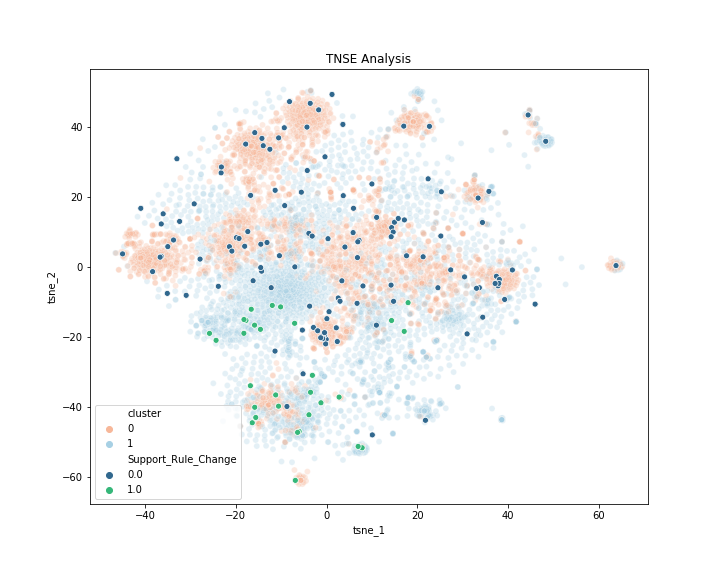 TNSE Analysis
tsne_2
40
20
0
−20
−40
−60
cluster
0
1
Support_Rule_Change
0.0
1.0
−40 −20 0 20 40 60
tsne_1